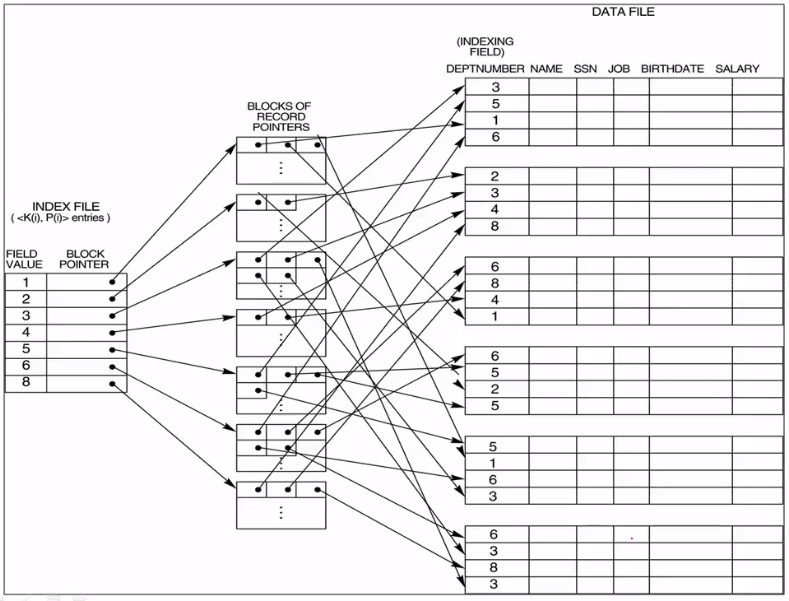 DATA FILE
(INDEXING
FIELD)
DEPTNUMBER NAME SSN JOB BIRTHDATE SALARY
3
5
1
6
2
3
4
8
6
8
4
1
6
5
2
5
5
1
6
3
6
3
8
3
BLOCKS OF
RECORD
POINTERS
INDEX FILE
( <K(i), P(i)> entries )
FIELD
VALUE
BLOCK
POINTER
1
2
3
4
5
6
8